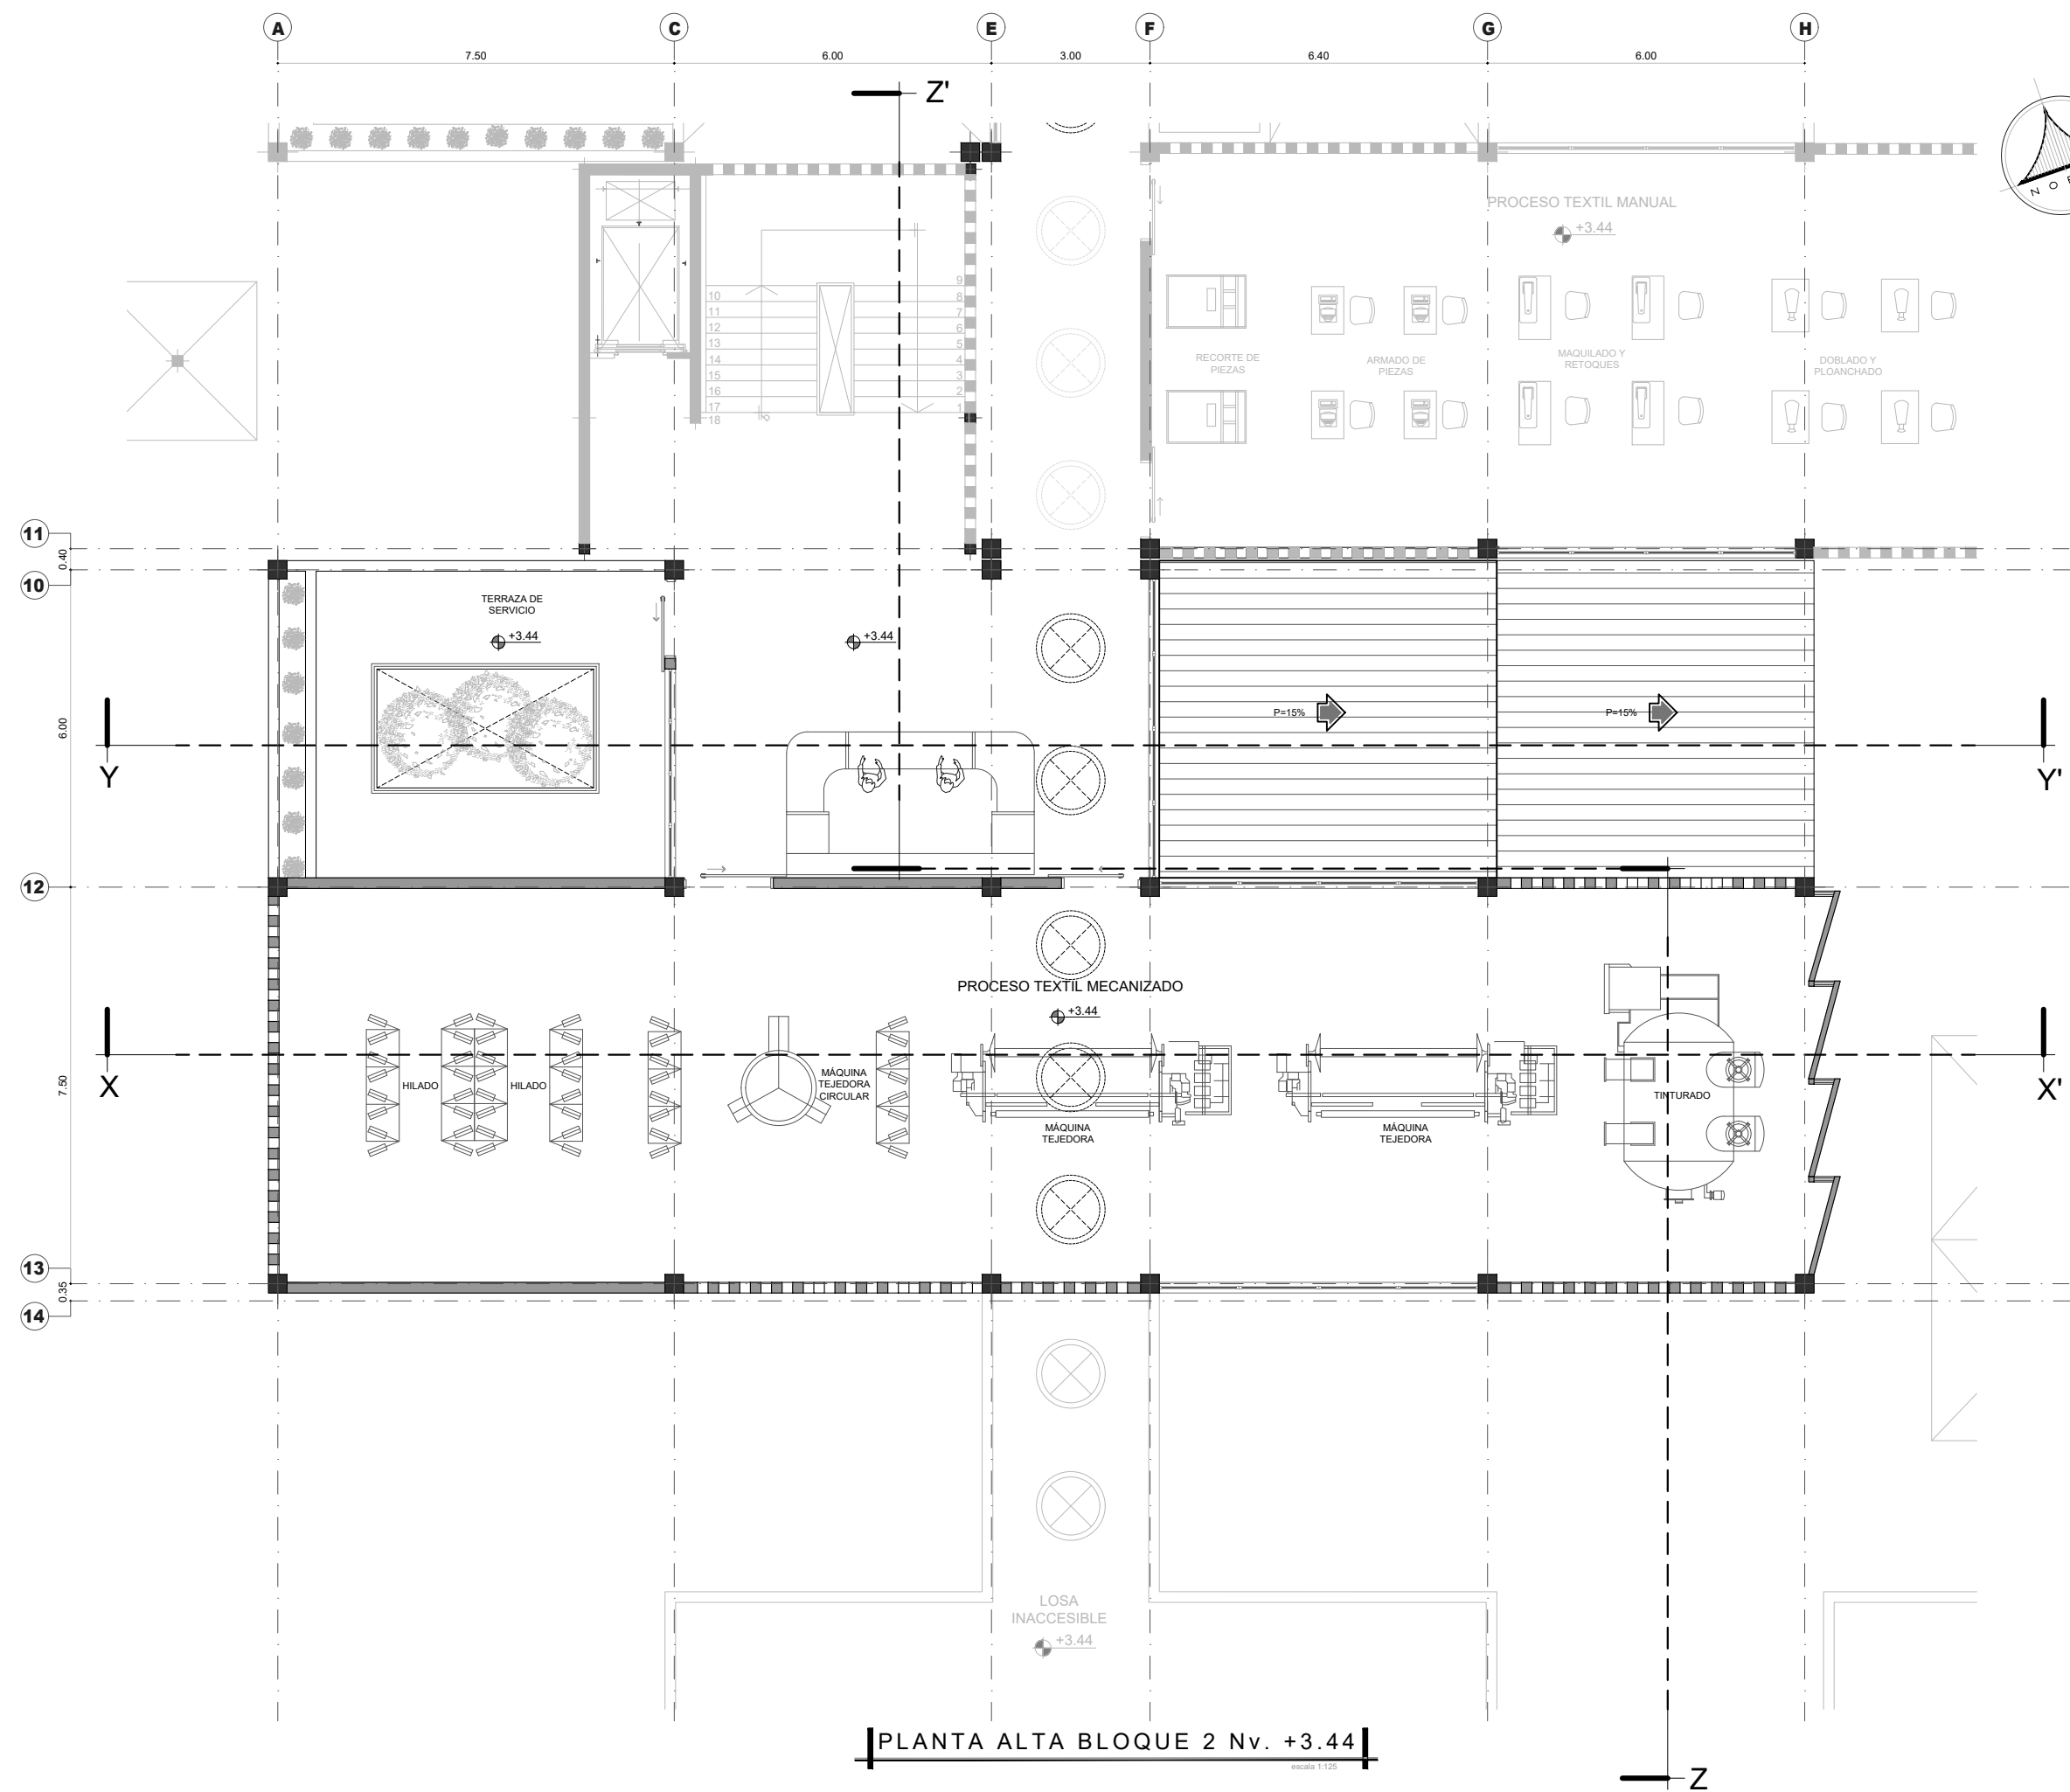 A C E F G H
7.50 6.00 3.00 6.40 6.00
Z'
PROCESO TEXTIL MANUAL
+3.44
9
10 8
11 7
12 6
13 5
14 4
15 3
16 2
17 1
18
RECORTE DE
PIEZAS
ARMADO DE
PIEZAS
MAQUILADO Y
RETOQUES
DOBLADO Y
PLOANCHADO
11
0.40
10
TERRAZA DE
SERVICIO
+3.44
+3.44
6.00
P=15%
P=15%
Y
Y'
12
PROCESO TEXTIL MECANIZADO
+3.44
X
X'
7.50
HILADO
HILADO
MÁQUINA
TEJEDORA
CIRCULAR
MÁQUINA
TEJEDORA
MÁQUINA
TEJEDORA
TINTURADO
13
0.35
14
LOSA
INACCESIBLE
+3.44
PLANTA ALTA BLOQUE 2 Nv. +3.44
escala 1:125
Z